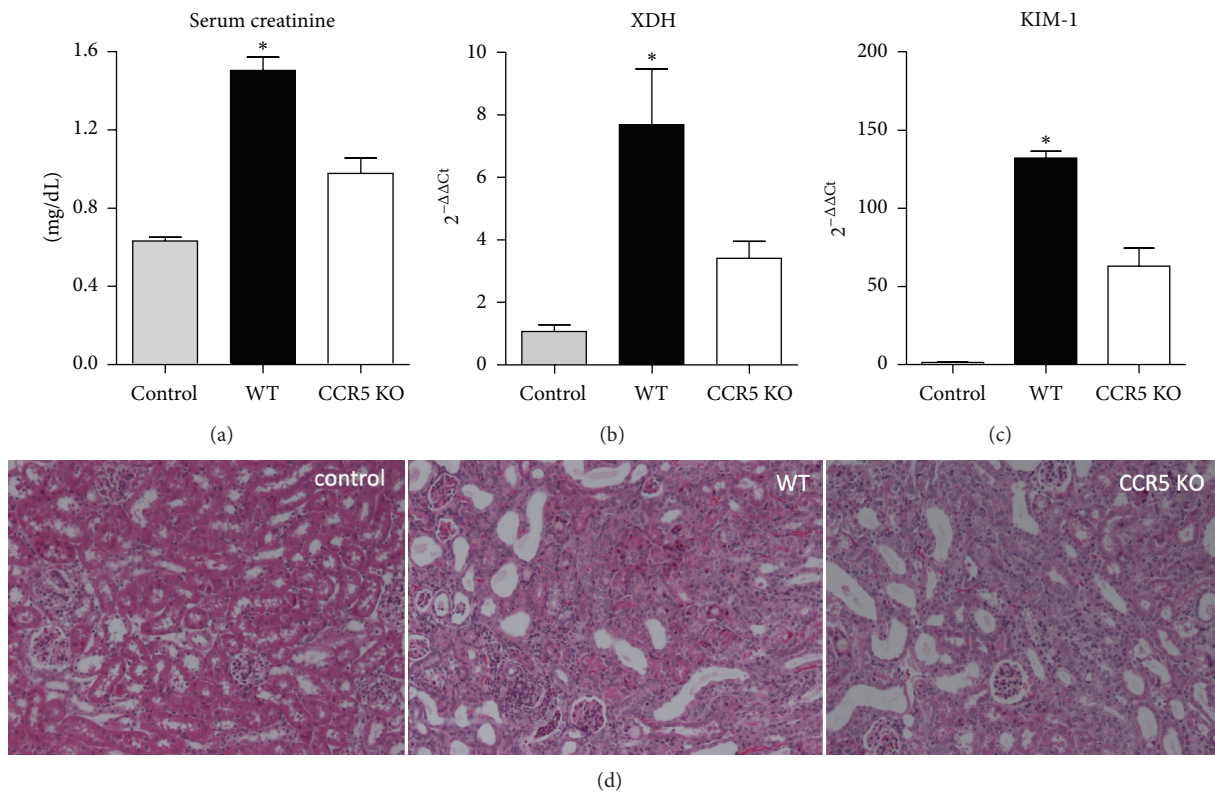 Serum creatinine
1.6
1.2
0.8
0.4
0.0
(mg/dL)
*
Control
WT
CCR5 KO
(a)
XDH
10
8
6
4
2
0
2−ΔΔCt
*
Control
WT
CCR5 KO
(b)
KIM-1
200
150
100
50
0
2−ΔΔCt
*
Control
WT
CCR5 KO
(c)
control
WT
CCR5 KO
(d)